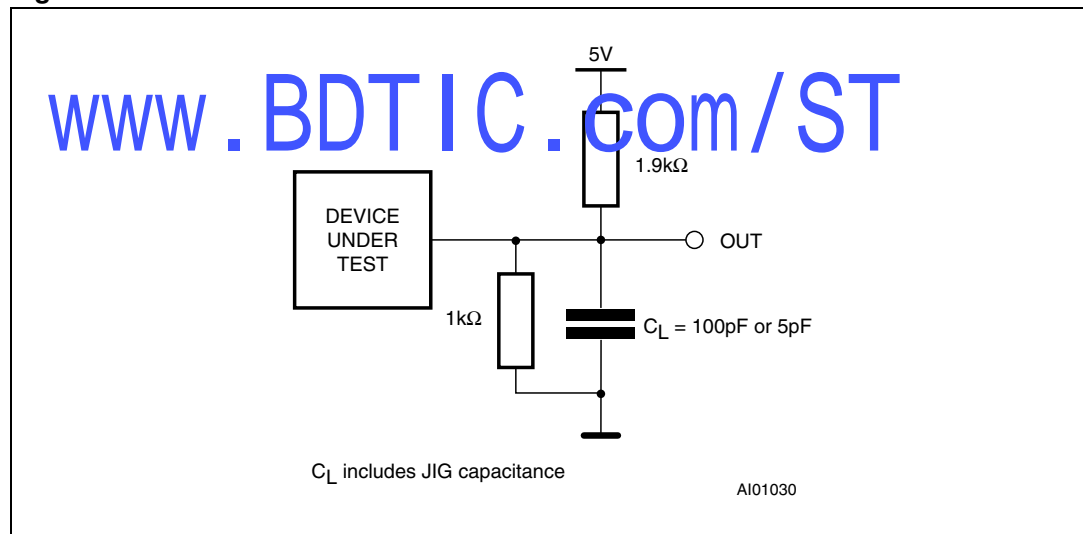 5V
www.BDTIC.com/ST
1.9kΩ
DEVICE
UNDER
TEST
OUT
1kΩ
CL = 100pF or 5pF
CL includes JIG capacitance
AI01030